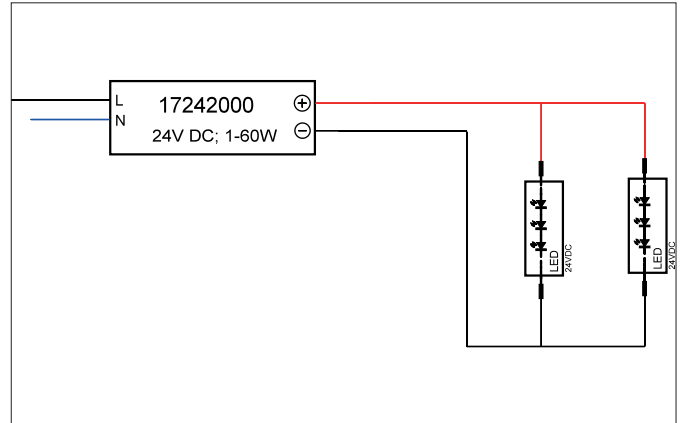 L
N
17242000
24V DC; 1-60W
+
−
LED
24VDC
LED
24VDC